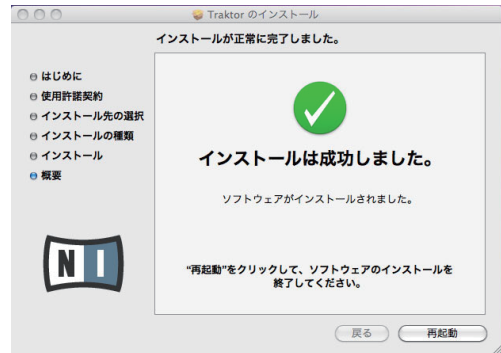 Traktor のインストール
インストールが正常に完了しました。
はじめに
使用許諾契約
インストール先の選択
インストールの種類
インストール
概要
インストールは成功しました。
ソフトウェアがインストールされました。
“再起動”をクリックして、ソフトウェアのインストールを
終了してください。
NI
戻る
再起動